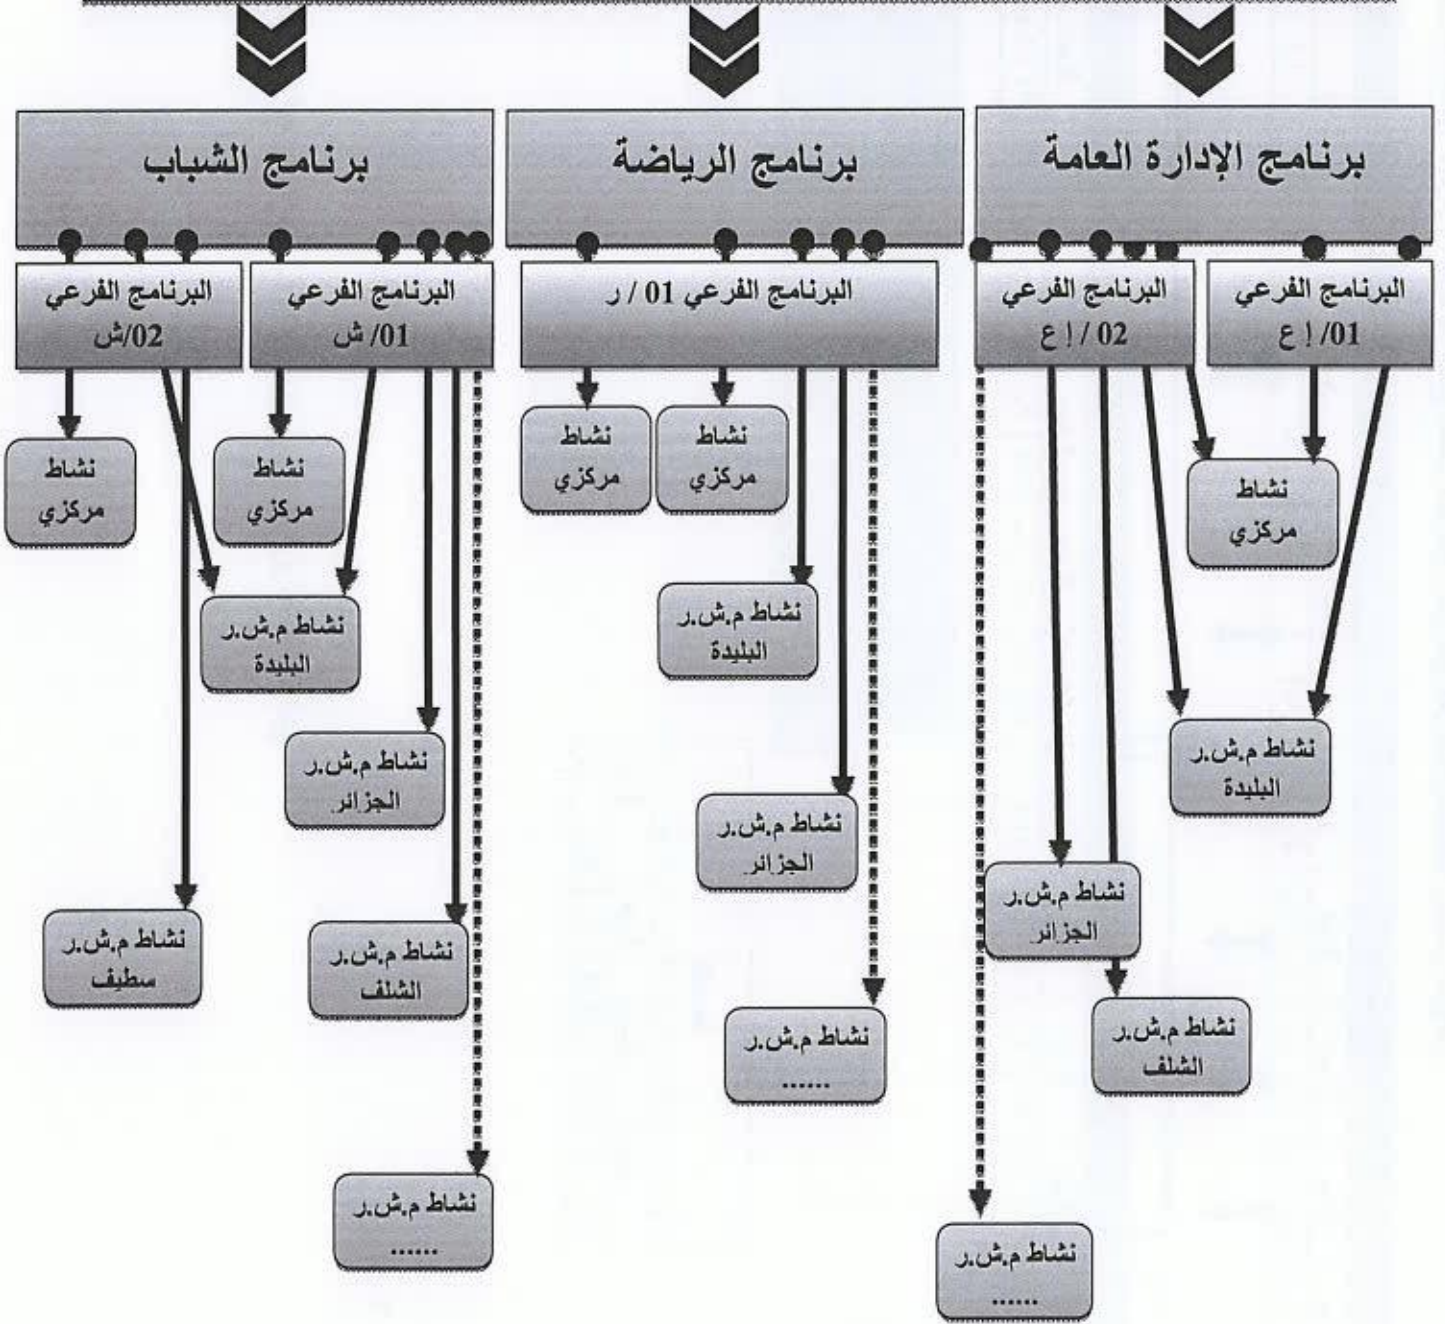 برنامج الإدارة العامة
برنامج الرياضة
برنامج الشباب
البرنامج الفرعي
01/ إ ع
البرنامج الفرعي
02 / إ ع
البرنامج الفرعي 01 / ر
البرنامج الفرعي
01/ ش
البرنامج الفرعي
02/ش
نشاط
مركزي
نشاط
مركزي
نشاط
مركزي
نشاط
مركزي
نشاط
مركزي
نشاط م.ش.ر
البليدة
نشاط م.ش.ر
البليدة
نشاط م.ش.ر
البليدة
نشاط م.ش.ر
الجزائر
نشاط م.ش.ر
الجزائر
نشاط م.ش.ر
الجزائر
نشاط م.ش.ر
الشلف
نشاط م.ش.ر
الشلف
نشاط م.ش.ر
سطيف
نشاط م.ش.ر
......
نشاط م.ش.ر
......
نشاط م.ش.ر
......